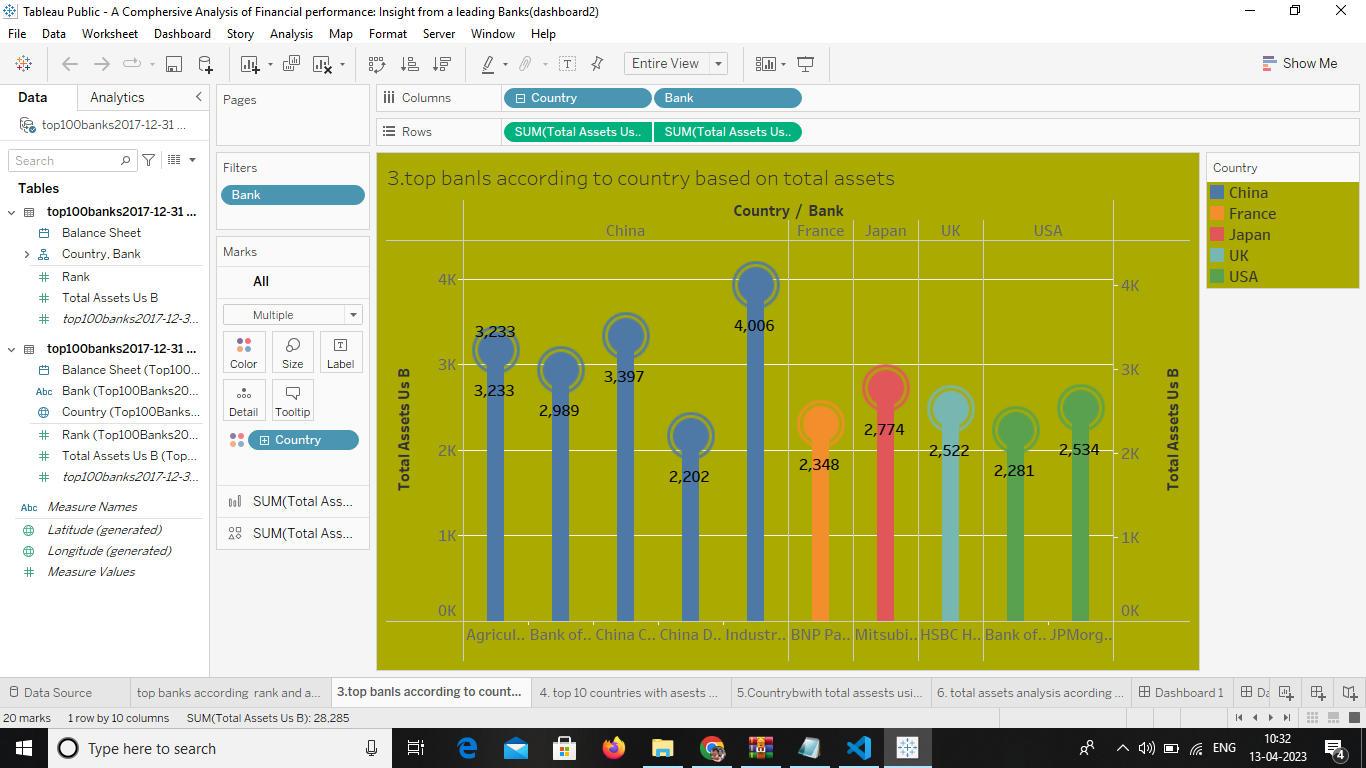 Tableau Public - A Comphersive Analysis of Financial performance: Insight from a leading Banks(dashboard2)
File Data Worksheet Dashboard Story Analysis Map Format Server Window Help
Entire View
Show Me
Data Analytics
top100banks2017-12-31 ...
Search
Tables
top100banks2017-12-31 ...
Balance Sheet
Country, Bank
Rank
Total Assets Us B
top100banks2017-12-3...
top100banks2017-12-31 ...
Balance Sheet (Top100...
Abc Bank (Top100Banks20...
Country (Top100Banks...
Rank (Top100Banks20...
Total Assets Us B (Top...
top100banks2017-12-3...
Abc Measure Names
Latitude (generated)
Longitude (generated)
Measure Values
Pages
Filters
Bank
Marks
All
Multiple
Color Size Label
Detail Tooltip
Country
SUM(Total Ass...
SUM(Total Ass...
Columns Country Bank
Rows SUM(Total Assets Us.. SUM(Total Assets Us..
3.top banls according to country based on total assets
Country / Bank
China France Japan UK USA
4K
3K
2K
1K
0K
Total Assets Us B
3,233
3,233
2,989
3,397
2,202
4,006
2,348
2,774
2,522
2,281
2,534
4K
3K
2K
1K
0K
Total Assets Us B
Agricul.. Bank of.. China C.. China D.. Industr.. BNP Pa.. Mitsubi.. HSBC H.. Bank of.. JPMorg..
Country
China
France
Japan
UK
USA
Data Source top banks according rank and a... 3.top banls according to count... 4. top 10 countries with asests ... 5.Countrybwith total assests usi... 6. total assets analysis acording ... Dashboard 1 Da
20 marks 1 row by 10 columns SUM(Total Assets Us B): 28,285
Type here to search
ENG
10:32
13-04-2023
4